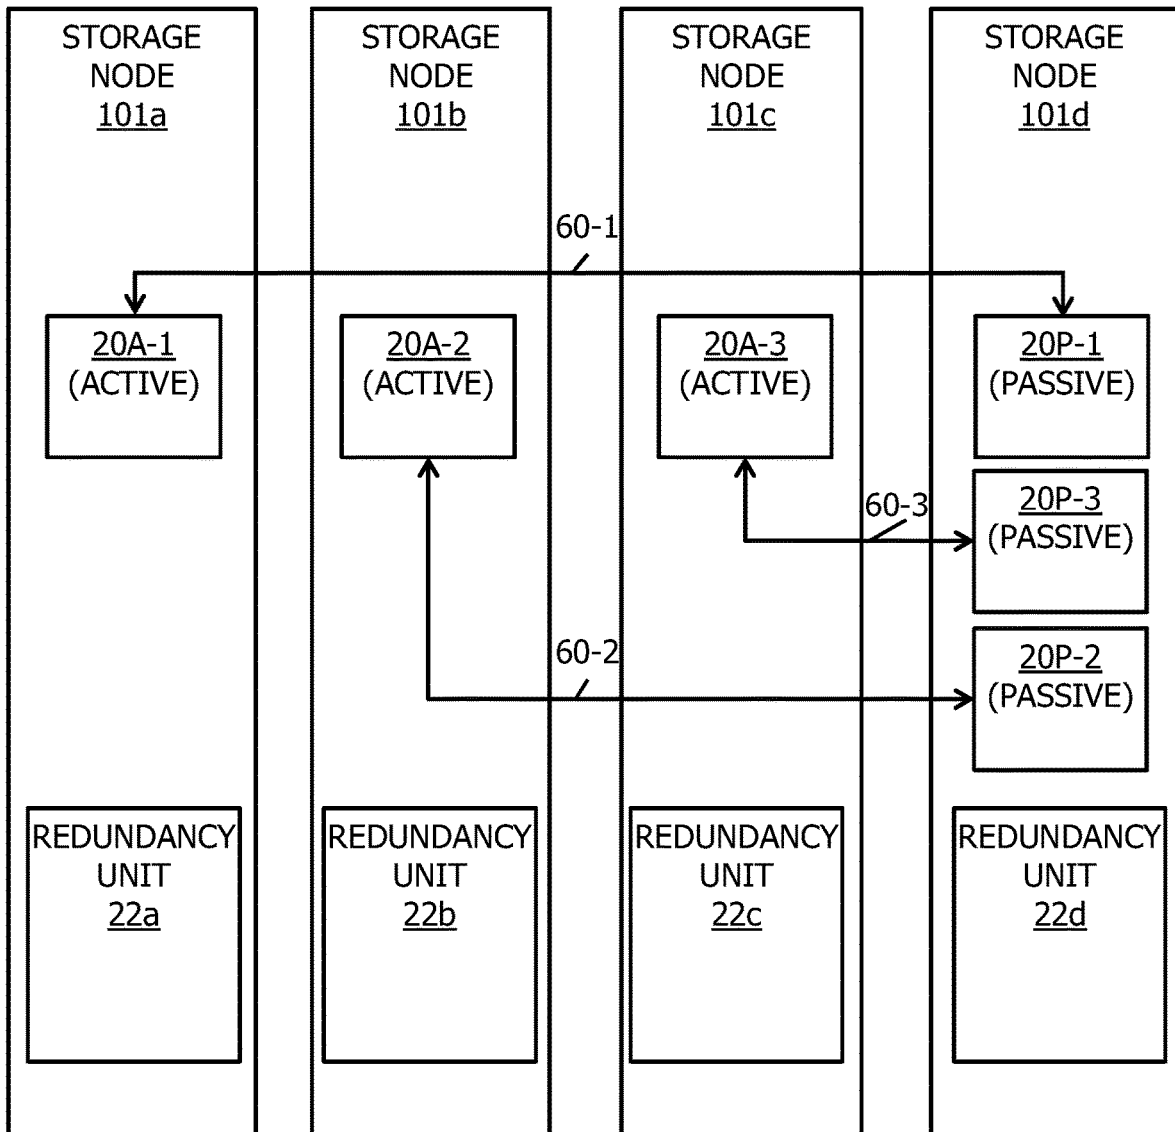 STORAGE
NODE
101a
STORAGE
NODE
101b
STORAGE
NODE
101c
STORAGE
NODE
101d
60-1
20A-1
(ACTIVE)
20A-2
(ACTIVE)
20A-3
(ACTIVE)
20P-1
(PASSIVE)
60-3
20P-3
(PASSIVE)
60-2
20P-2
(PASSIVE)
REDUNDANCY
UNIT
22a
REDUNDANCY
UNIT
22b
REDUNDANCY
UNIT
22c
REDUNDANCY
UNIT
22d